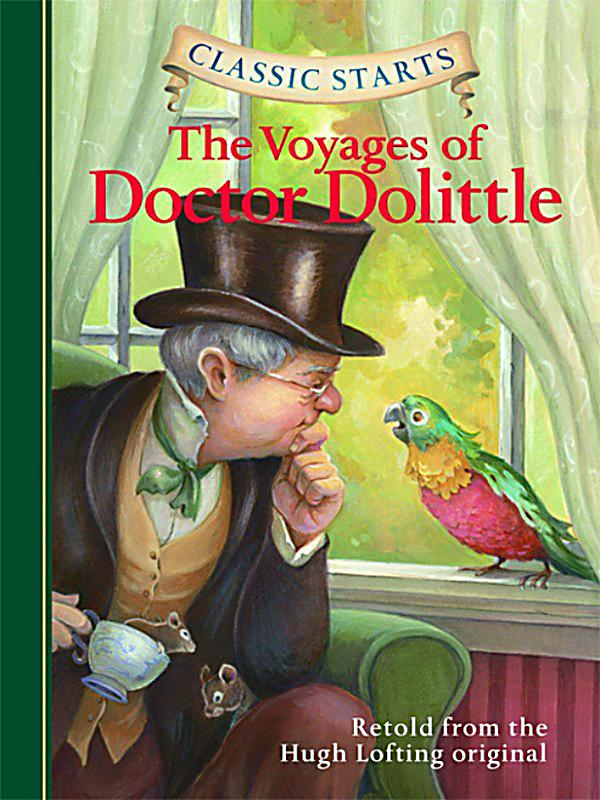 CLASSIC STARTS
The Voyages of
Doctor Dolittle
Retold from the
Hugh Lofting original